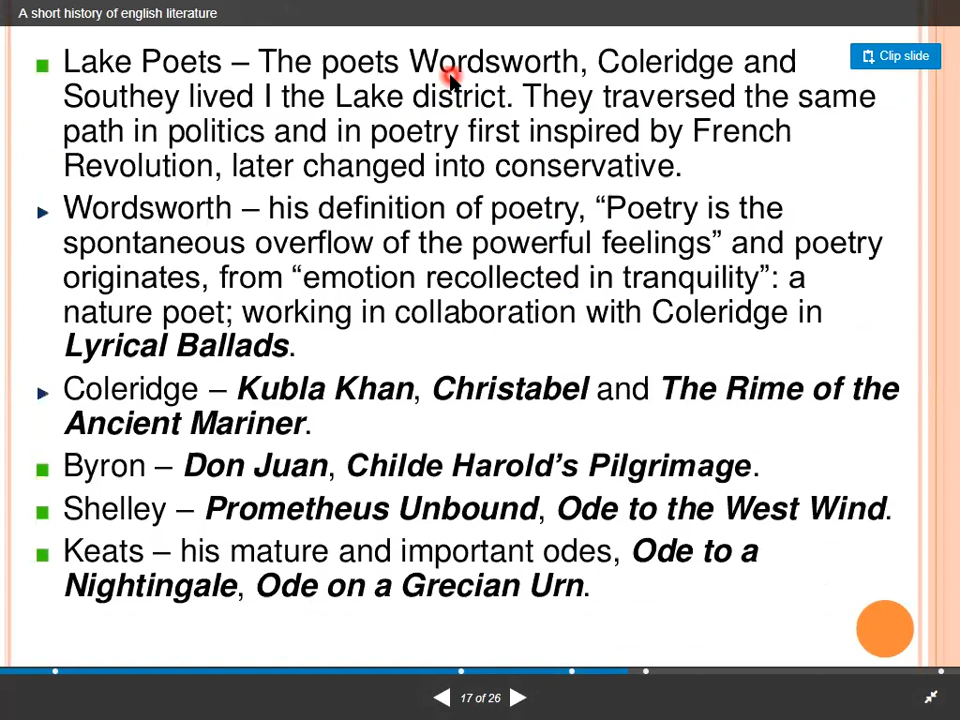 A short history of english literature
Clip slide
Lake Poets – The poets Wordsworth, Coleridge and
Southey lived I the Lake district. They traversed the same
path in politics and in poetry first inspired by French
Revolution, later changed into conservative.
Wordsworth – his definition of poetry, “Poetry is the
spontaneous overflow of the powerful feelings” and poetry
originates, from “emotion recollected in tranquility”: a
nature poet; working in collaboration with Coleridge in
Lyrical Ballads.
Coleridge – Kubla Khan, Christabel and The Rime of the
Ancient Mariner.
Byron – Don Juan, Childe Harold’s Pilgrimage.
Shelley – Prometheus Unbound, Ode to the West Wind.
Keats – his mature and important odes, Ode to a
Nightingale, Ode on a Grecian Urn.
17 of 26